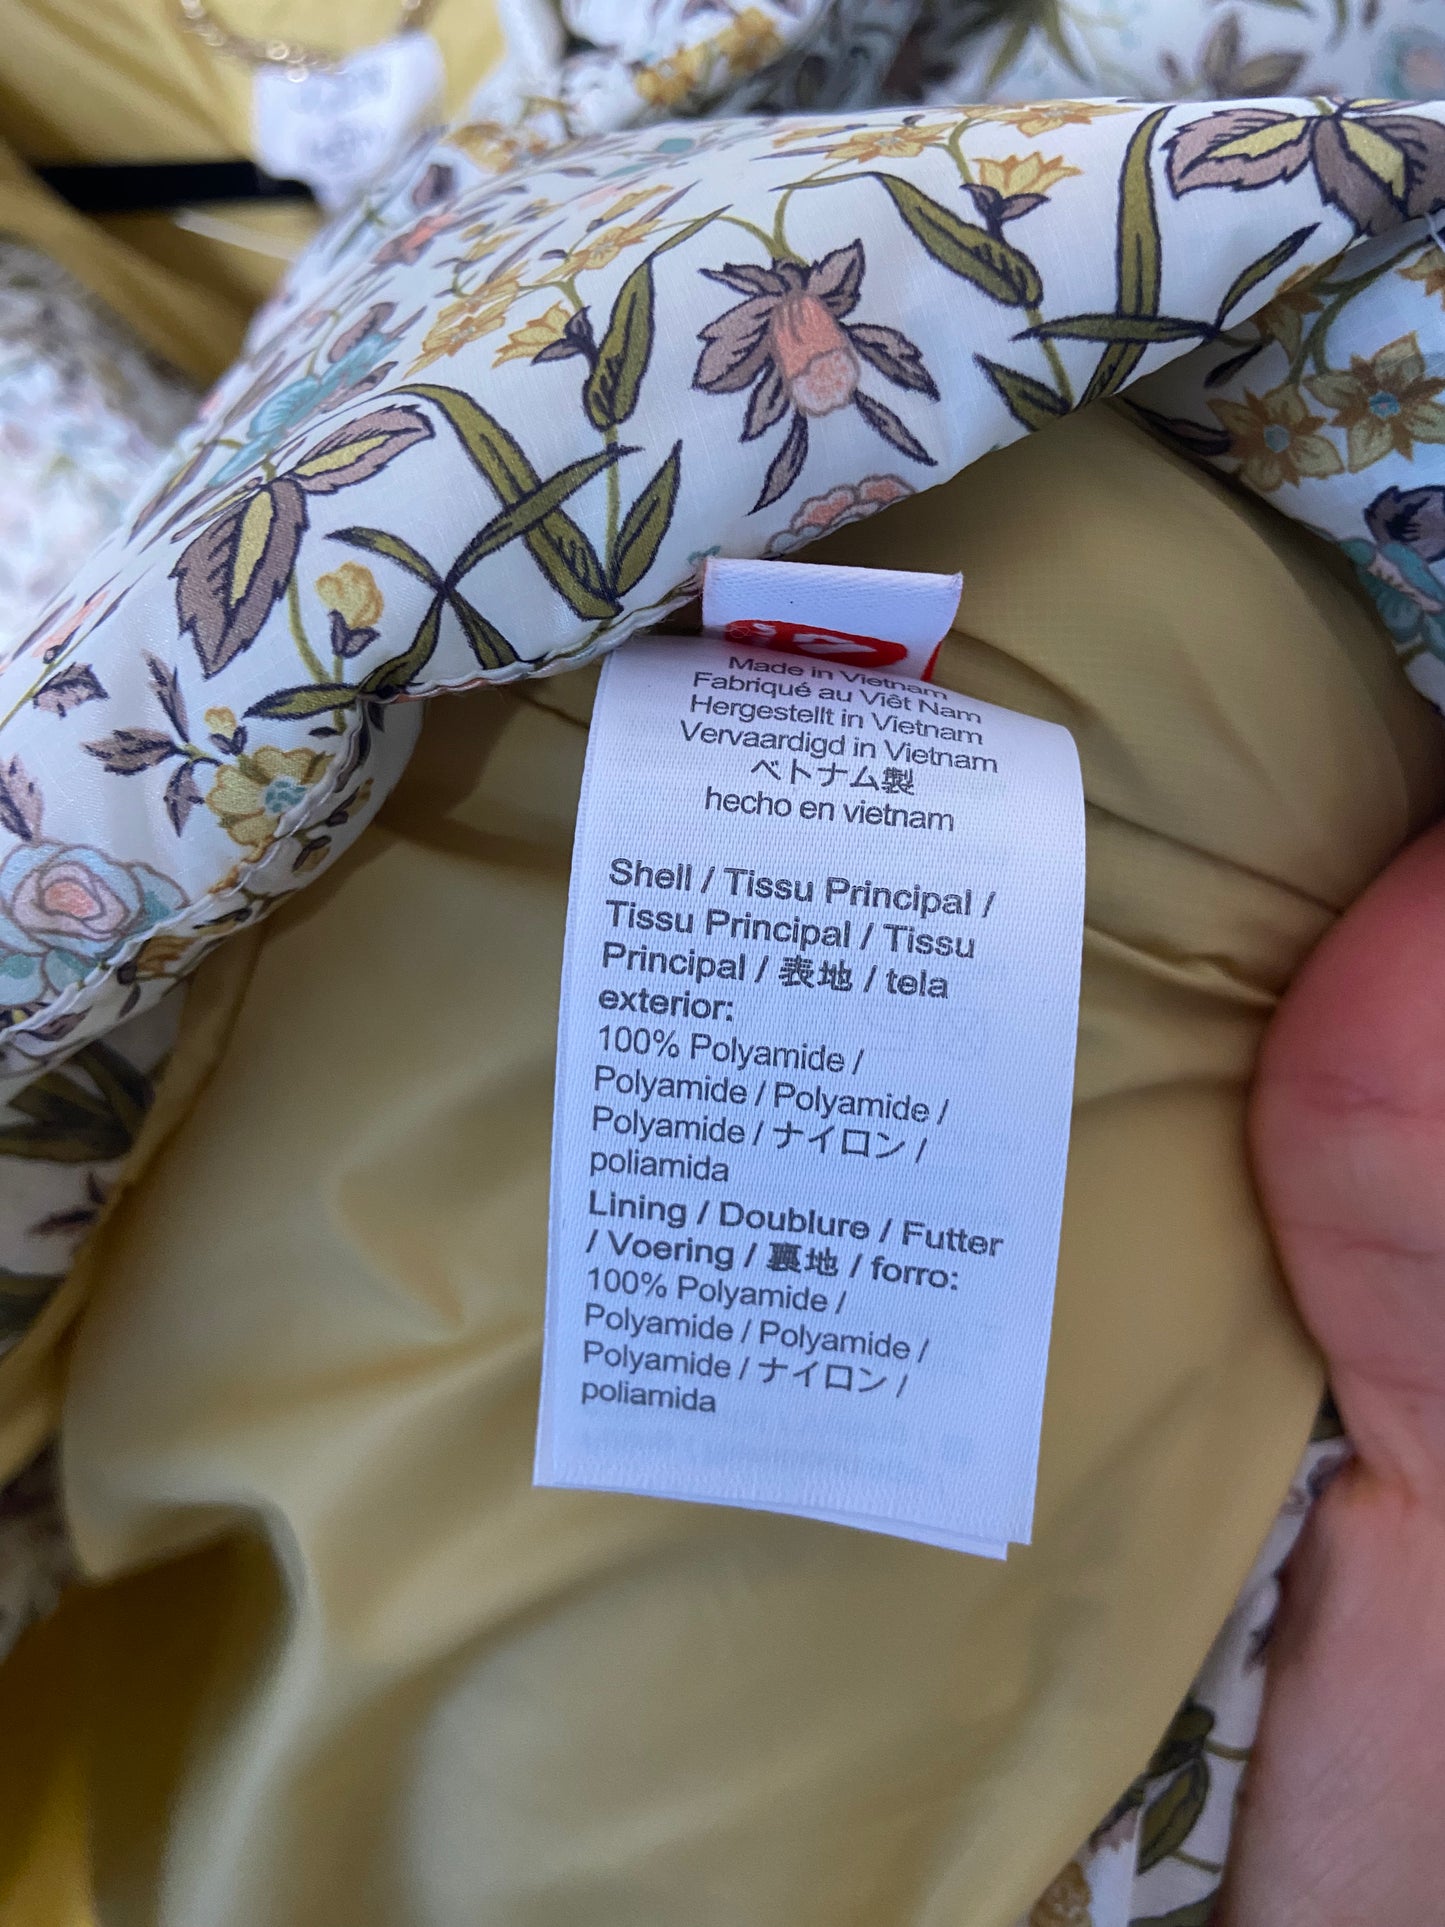 Made in Vietnam
Fabriqué au Viêt Nam
Hergestellt in Vietnam
Vervaardigd in Vietnam
ベトナム製
hecho en vietnam
Shell / Tissu Principal /
Tissu Principal / Tissu
Principal / 表地 / tela
exterior:
100% Polyamide /
Polyamide / Polyamide /
Polyamide / ナイロン /
poliamida
Lining / Doublure / Futter
/ Voering / 裏地 / forro:
100% Polyamide /
Polyamide / Polyamide /
Polyamide / ナイロン /
poliamida